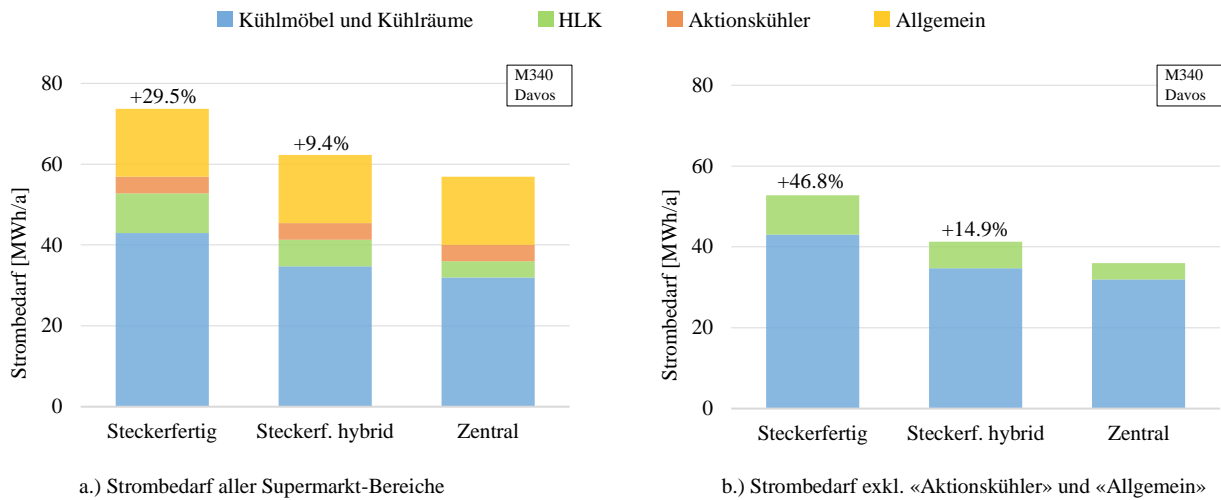 Kühlmöbel und Kühlräume HLK Aktionskühler Allgemein
Strombedarf [MWh/a]
80
60
40
20
0
+29.5%
+9.4%
M340
Davos
Steckerfertig Steckerf. hybrid Zentral
a.) Strombedarf aller Supermarkt-Bereiche
Strombedarf [MWh/a]
80
60
40
20
0
+46.8%
+14.9%
M340
Davos
Steckerfertig Steckerf. hybrid Zentral
b.) Strombedarf exkl. «Aktionskühler» und «Allgemein»